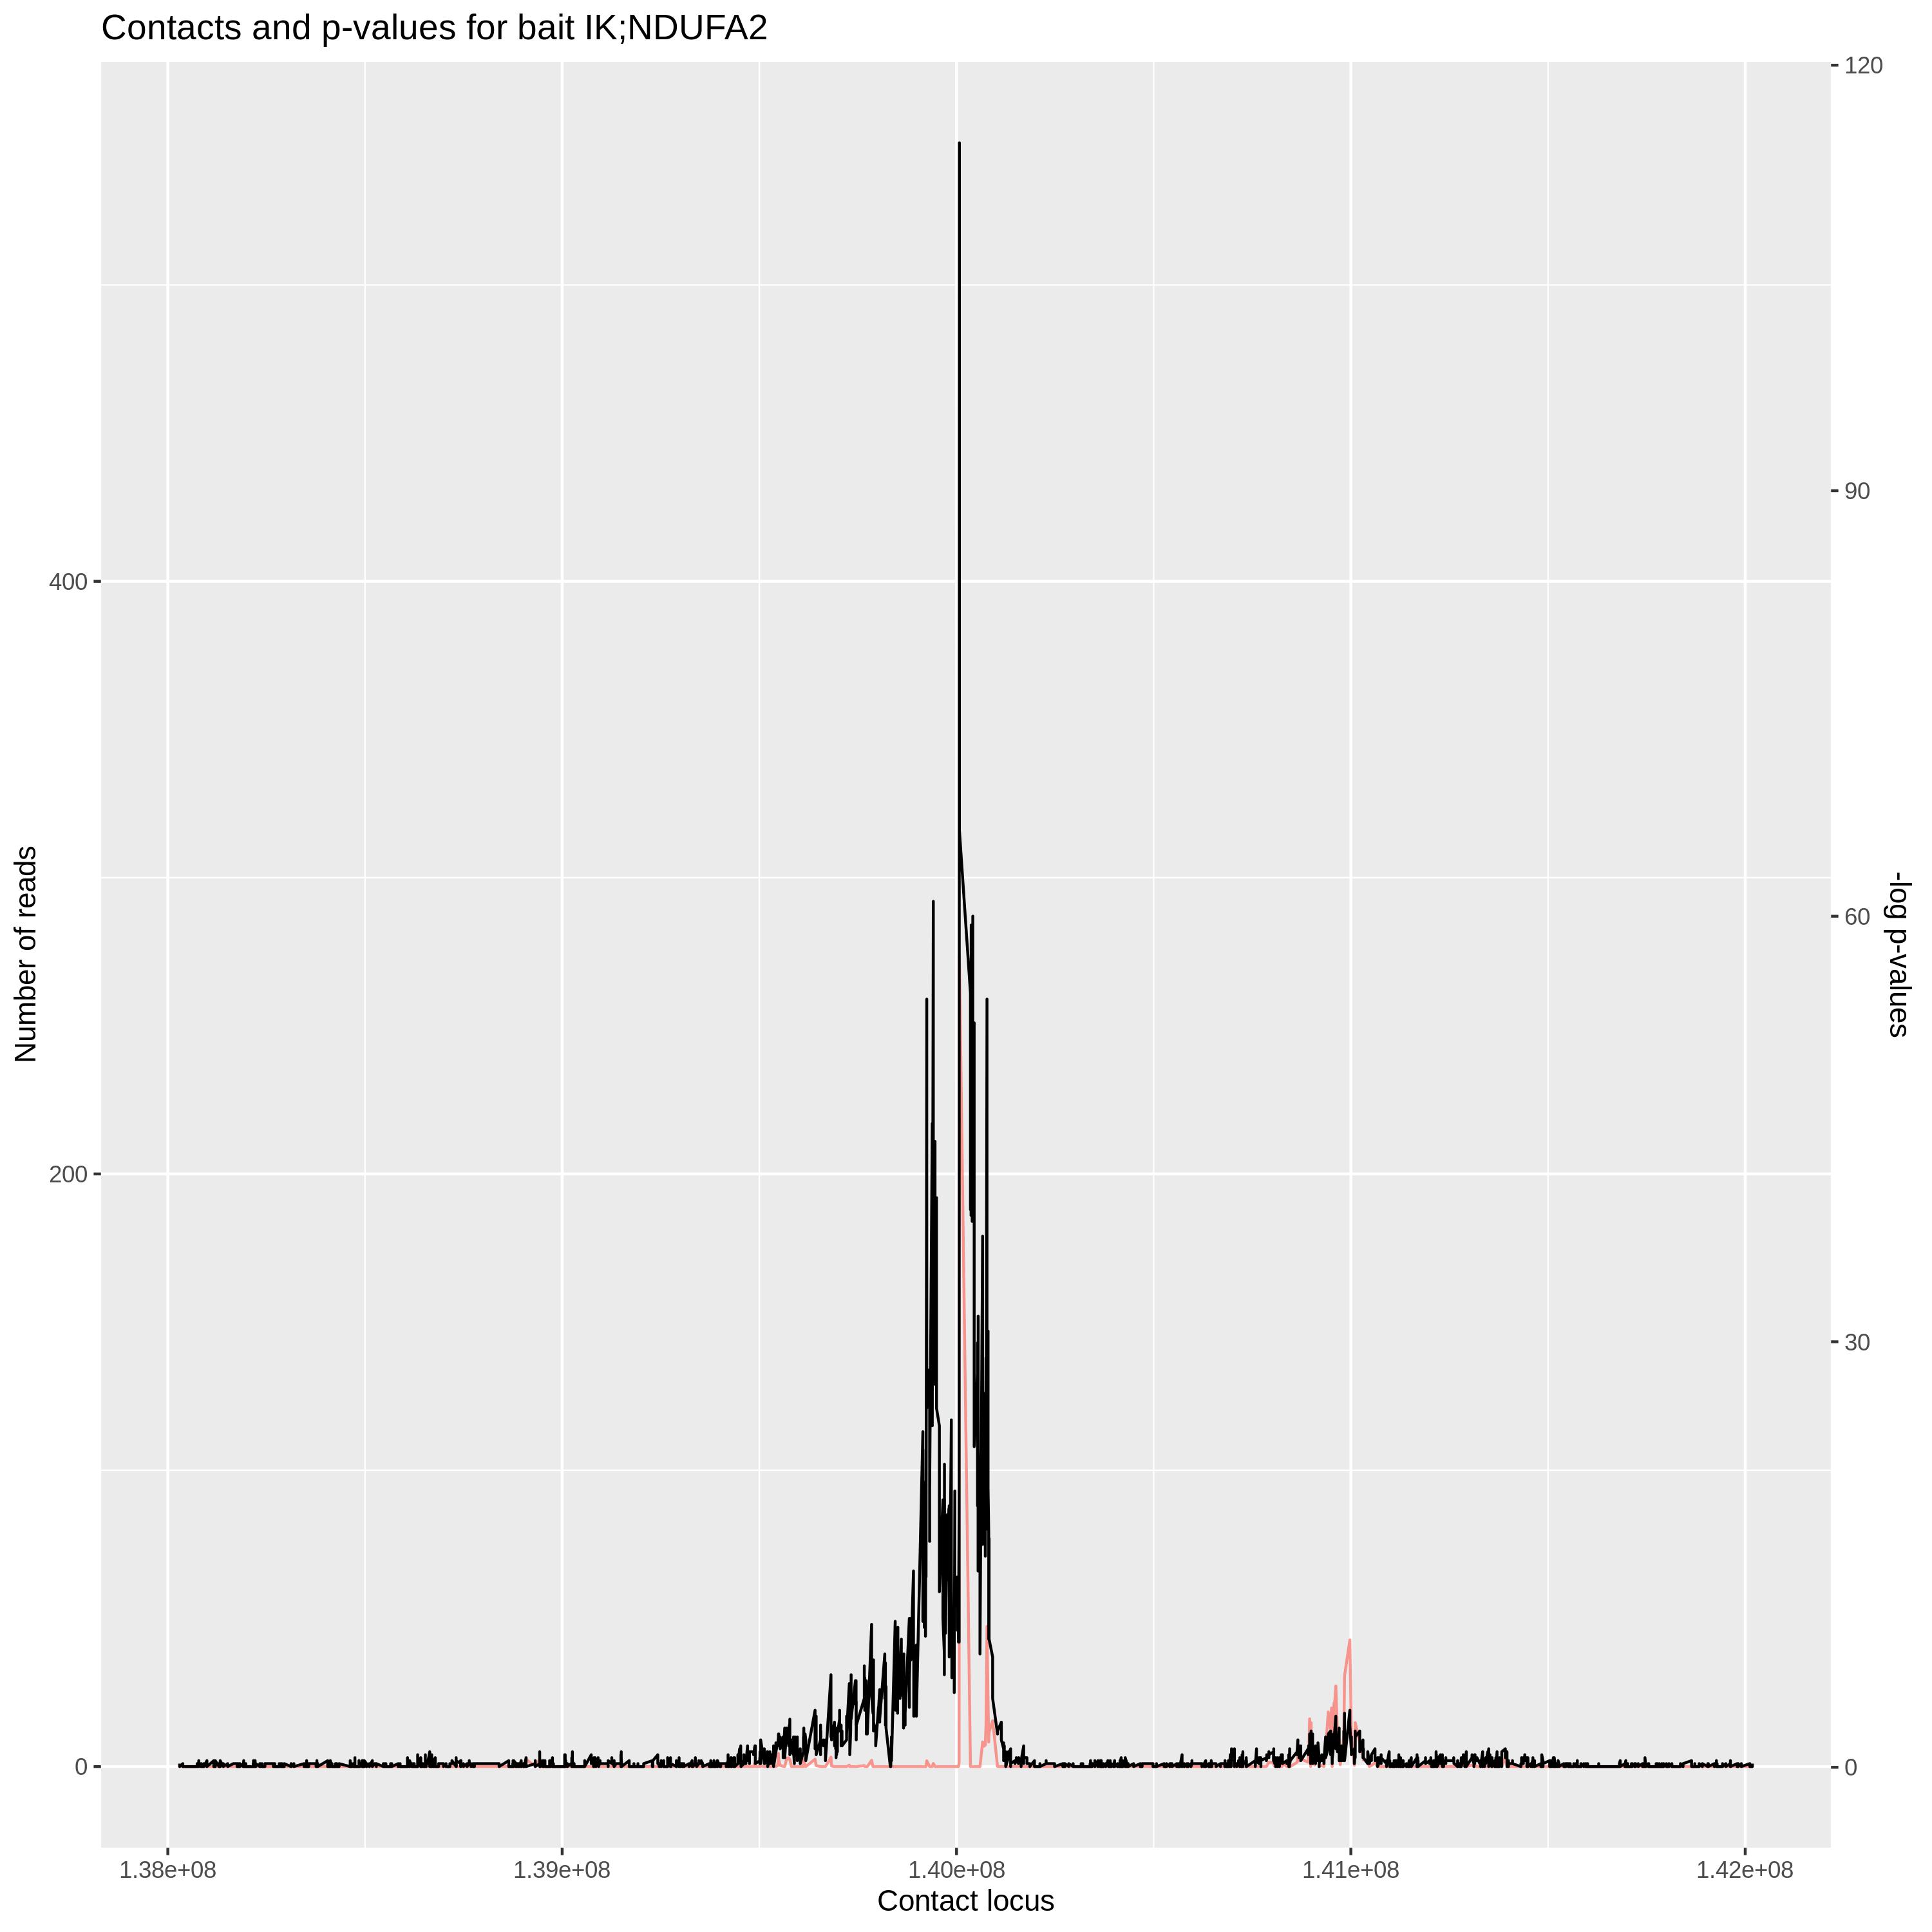 Contacts and p-values for bait IK;NDUFA2
120
90
400
60
Number of reads
-log p-values
200
30
0
0
1.38e+08
1.39e+08
1.40e+08
1.41e+08
1.42e+08
Contact locus